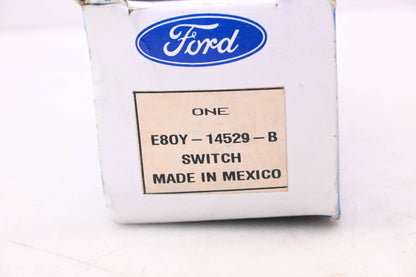 Ford
ONE
E80Y-14529-B
SWITCH
MADE IN MEXICO